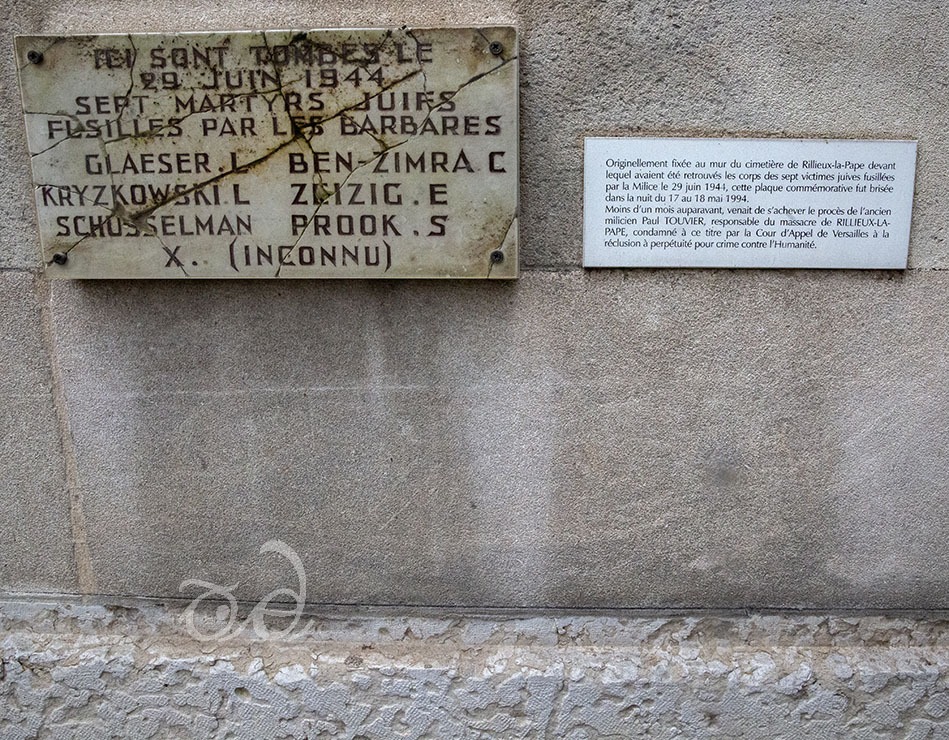 ICI SONT TOMBES LE
29 JUIN 1944
SEPT MARTYRS JUIFS
FUSILLES PAR LES BARBARES
GLAESER.L BEN-ZIMRA C
KRYZKOWSKI.L ZEIZIG.E
SCHUSSELMAN PROOK.S
X. (INCONNU)
Originellement fixée au mur du cimetière de Rillieux-la-Pape devant
lequel avaient été retrouvés les corps des sept victimes juives fusillées
par la Milice le 29 juin 1944, cette plaque commémorative fut brisée
dans la nuit du 17 au 18 mai 1994.
Moins d'un mois auparavant, venait de s'achever le procès de l'ancien
milicien Paul TOUVIER, responsable du massacre de RILLIEUX-LA-
PAPE, condamné à ce titre par la Cour d'Appel de Versailles à la
réclusion à perpétuité pour crime contre l'Humanité.